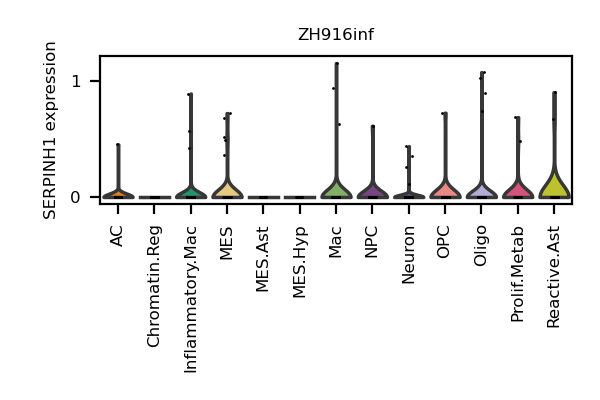 ZH916inf
SERPINH1 expression
1
0
AC
Chromatin.Reg
Inflammatory.Mac
MES
MES.Ast
MES.Hyp
Mac
NPC
Neuron
OPC
Oligo
Prolif.Metab
Reactive.Ast